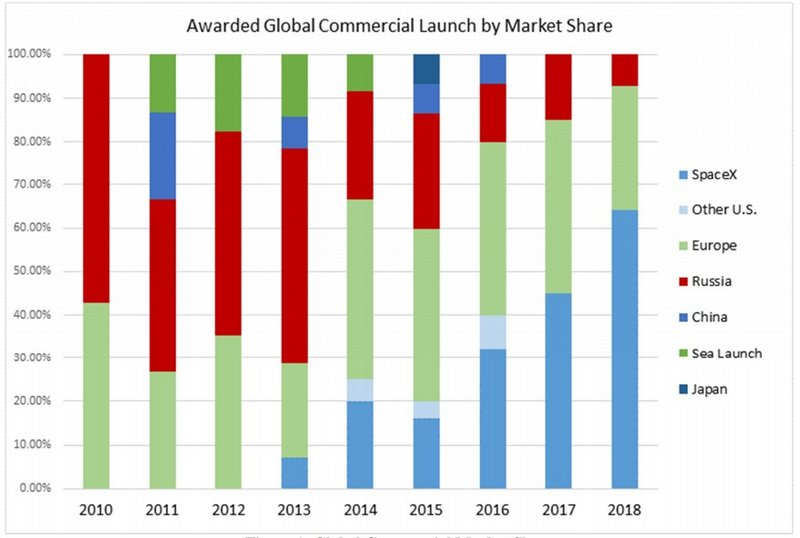 Awarded Global Commercial Launch by Market Share
100.00%
90.00%
80.00%
70.00%
60.00%
50.00%
40.00%
30.00%
20.00%
10.00%
0.00%
2010 2011 2012 2013 2014 2015 2016 2017 2018
SpaceX
Other U.S.
Europe
Russia
China
Sea Launch
Japan